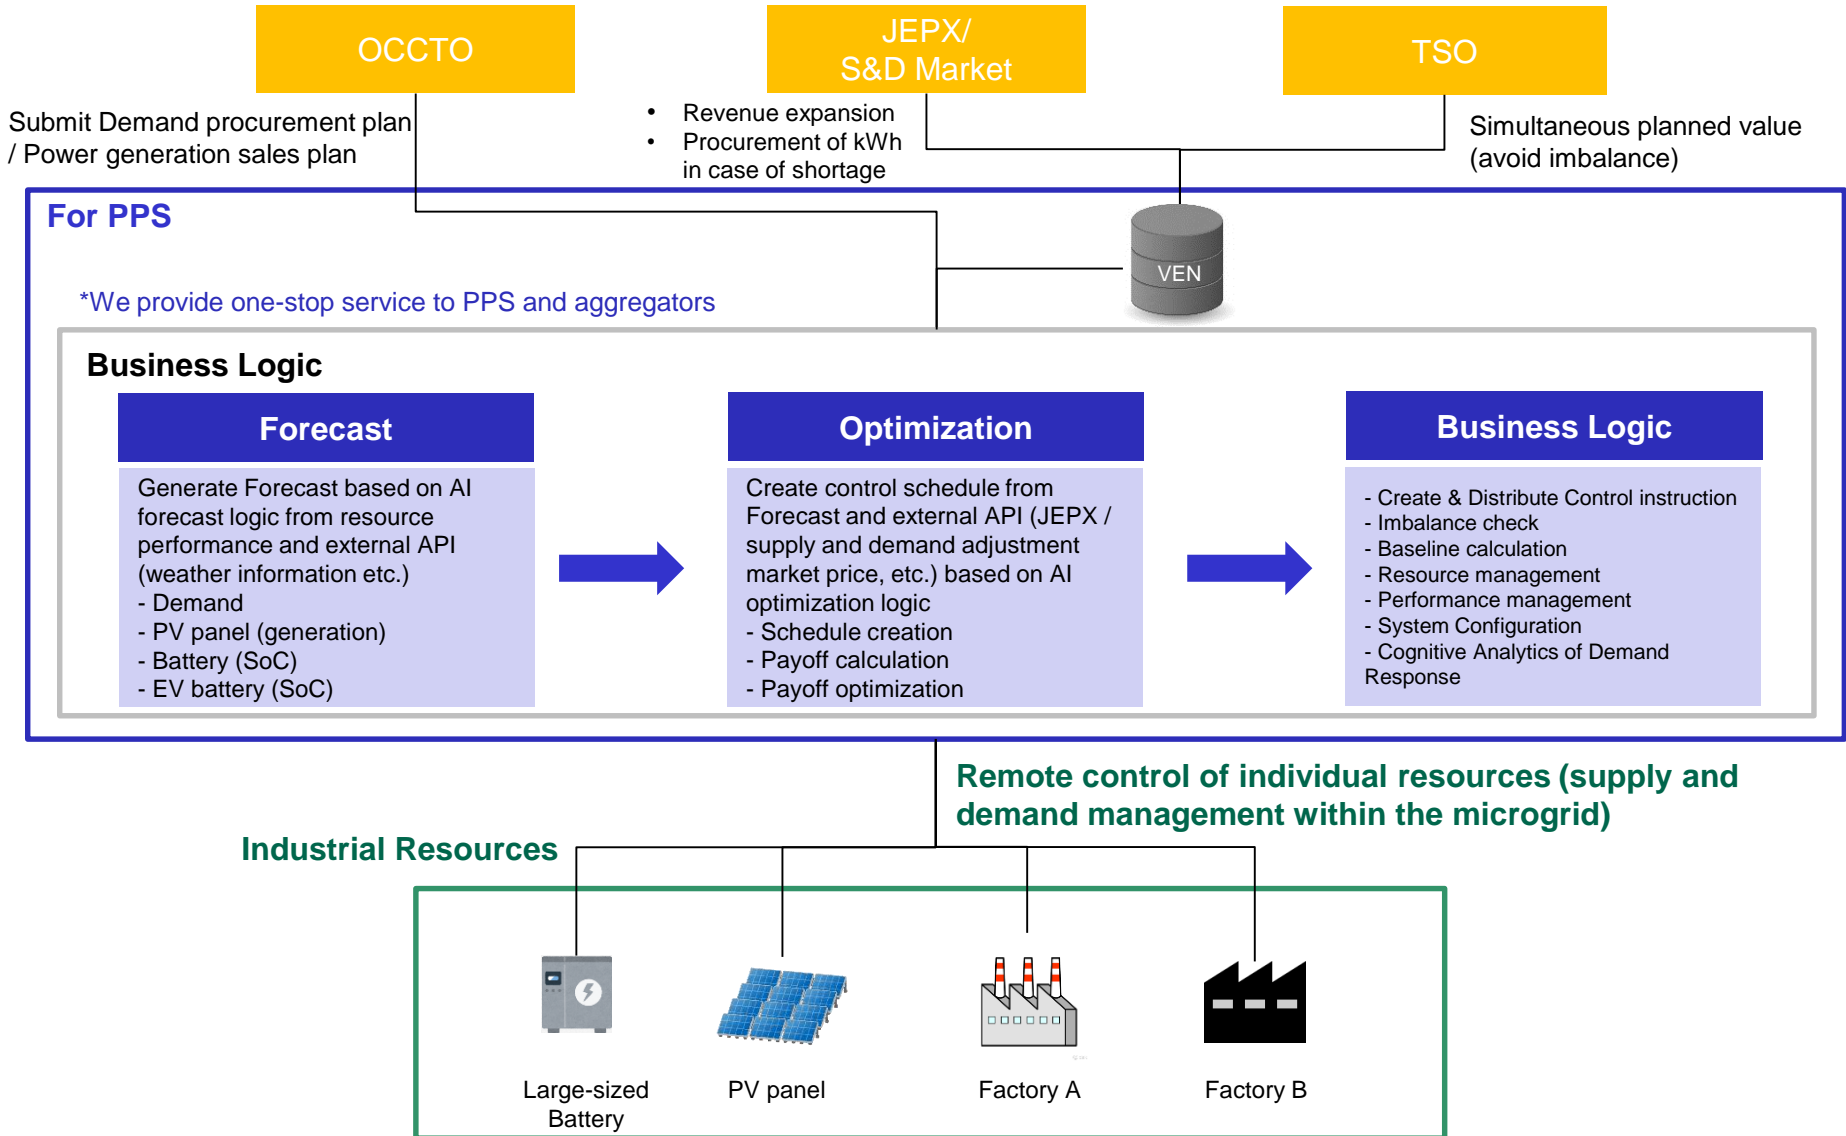 OCCTO
JEPX/
S&D Market
TSO
Submit Demand procurement plan
/ Power generation sales plan
• Revenue expansion
• Procurement of kWh
in case of shortage
Simultaneous planned value
(avoid imbalance)
For PPS
VEN
*We provide one-stop service to PPS and aggregators
Business Logic
Forecast
Generate Forecast based on AI
forecast logic from resource
performance and external API
(weather information etc.)
- Demand
- PV panel (generation)
- Battery (SoC)
- EV battery (SoC)
Optimization
Create control schedule from
Forecast and external API (JEPX /
supply and demand adjustment
market price, etc.) based on AI
optimization logic
- Schedule creation
- Payoff calculation
- Payoff optimization
Business Logic
- Create & Distribute Control instruction
- Imbalance check
- Baseline calculation
- Resource management
- Performance management
- System Configuration
- Cognitive Analytics of Demand
Response
Remote control of individual resources (supply and
demand management within the microgrid)
Industrial Resources
Large-sized
Battery
PV panel
Factory A
Factory B